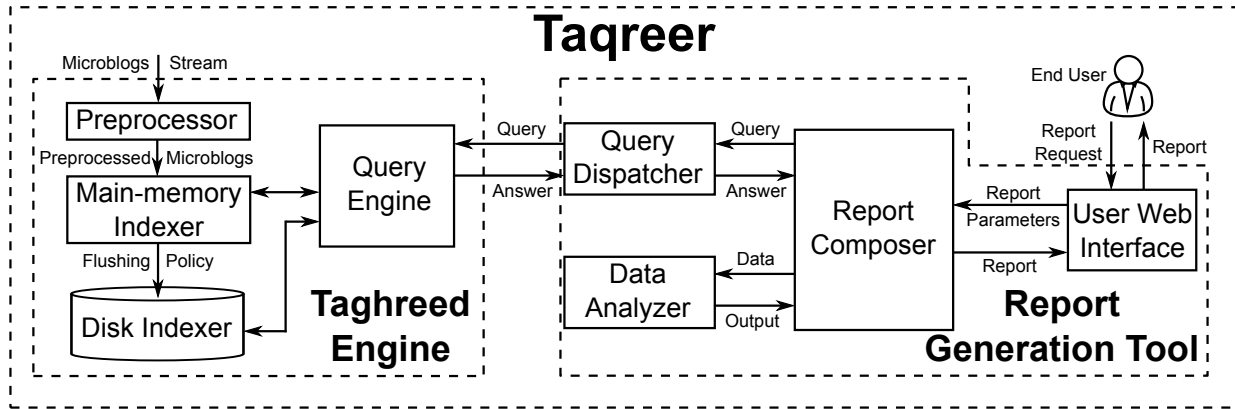 Taqreer
Microblogs Stream
Preprocessor
Preprocessed Microblogs
Main-memory
Indexer
Flushing Policy
Disk Indexer
Query
Engine
Taghreed
Engine
Query
Answer
Query
Dispatcher
Query
Answer
Data
Analyzer
Data
Output
Report
Composer
End User
Report
Request
Report
Report
Parameters
Report
User Web
Interface
Report
Generation Tool